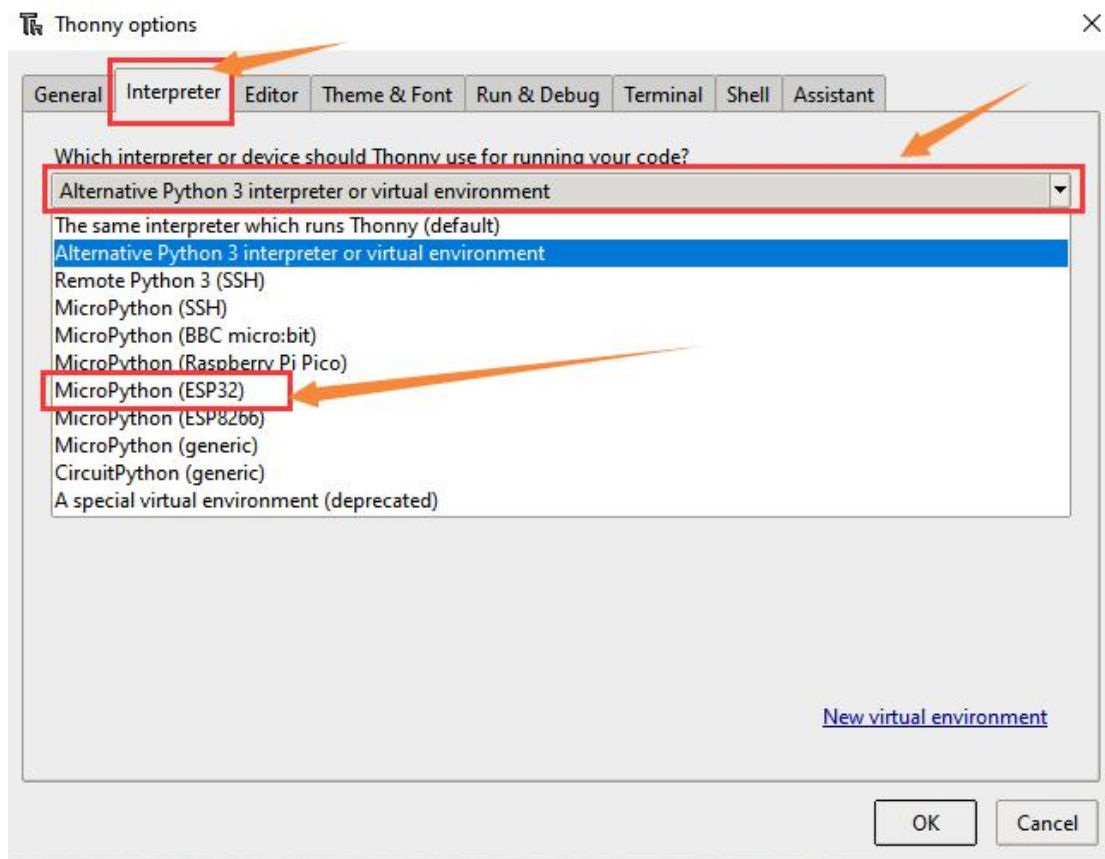 Thonny options
General Interpreter Editor Theme & Font Run & Debug Terminal Shell Assistant
Which interpreter or device should Thonny use for running your code?
Alternative Python 3 interpreter or virtual environment
The same interpreter which runs Thonny (default)
Alternative Python 3 interpreter or virtual environment
Remote Python 3 (SSH)
MicroPython (SSH)
MicroPython (BBC micro:bit)
MicroPython (Raspberry Pi Pico)
MicroPython (ESP32)
MicroPython (ESP8266)
MicroPython (generic)
CircuitPython (generic)
A special virtual environment (deprecated)
New virtual environment
OK Cancel